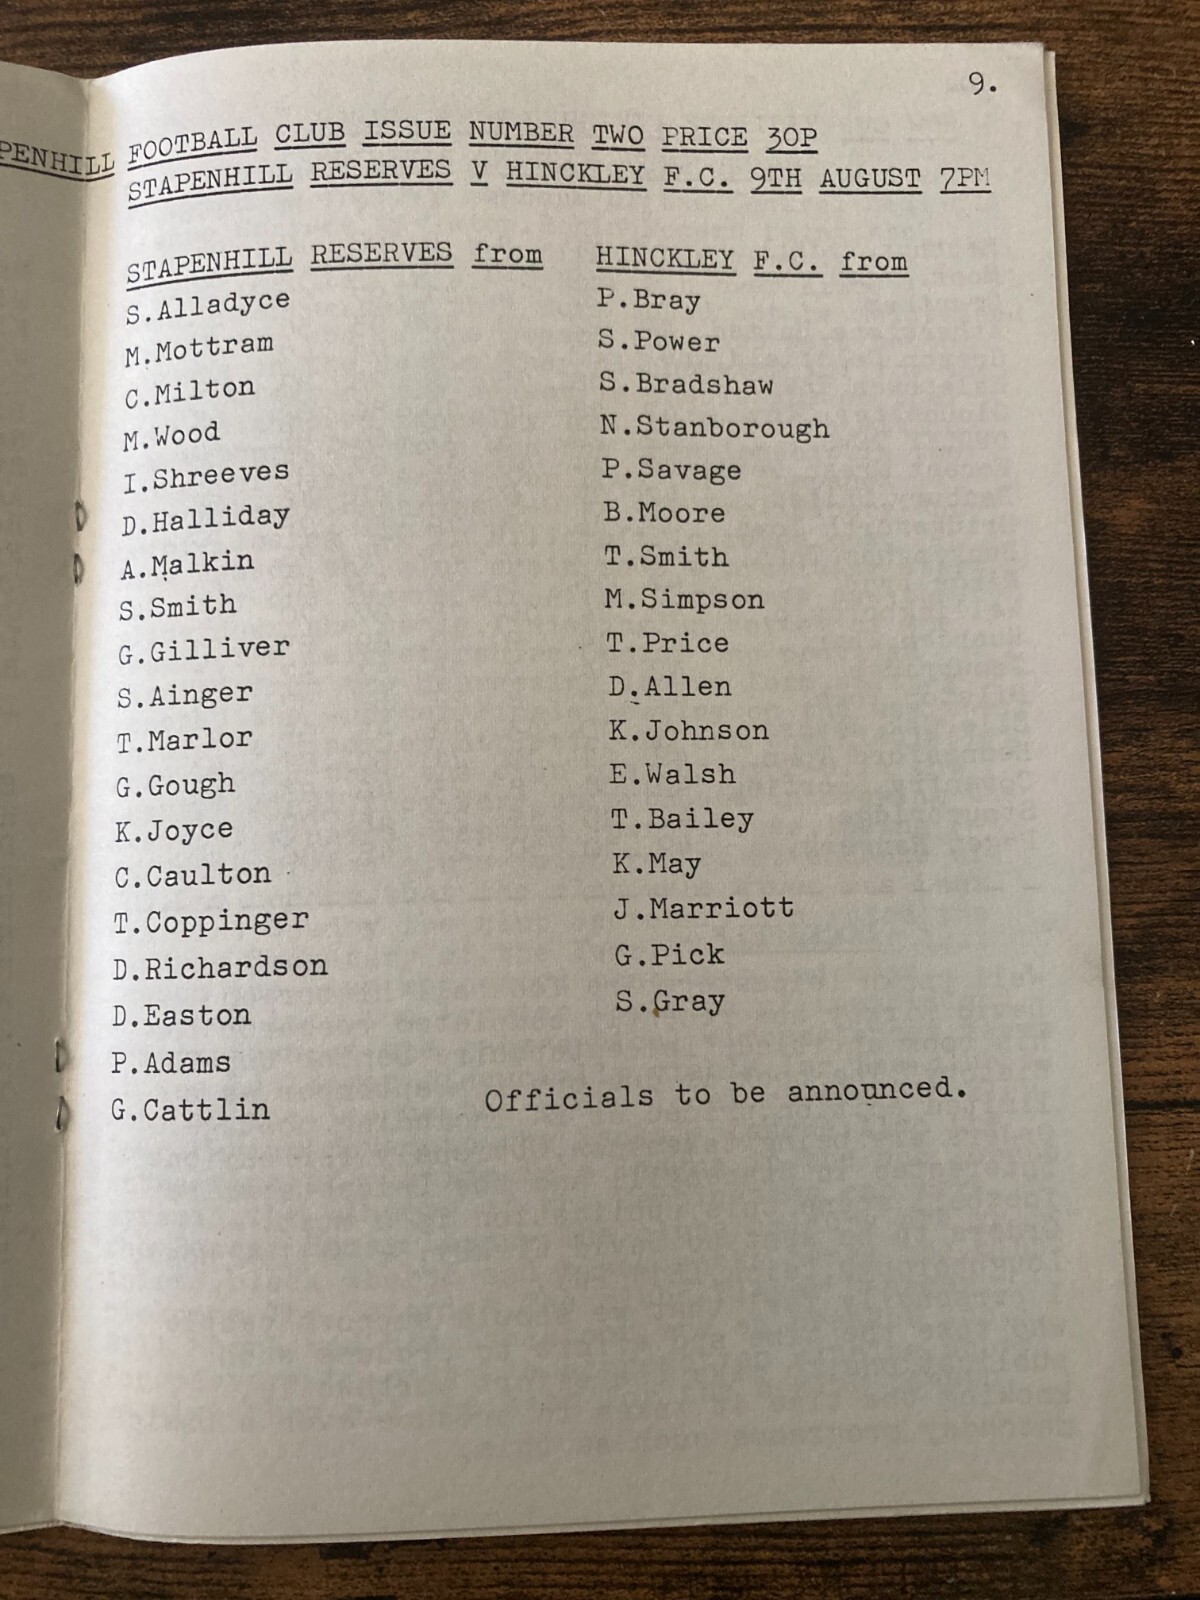 9.
PENHILL FOOTBALL CLUB ISSUE NUMBER TWO PRICE 30P
STAPENHILL RESERVES V HINCKLEY F.C. 9TH AUGUST 7PM
STAPENHILL RESERVES from
S.Alladyce
M.Mottram
C.Milton
M.Wood
I.Shreeves
D.Halliday
A.Malkin
S.Smith
G.Gilliver
S.Ainger
T.Marlor
G.Gough
K.Joyce
C.Caulton
T.Coppinger
D.Richardson
D.Easton
P.Adams
G.Cattlin
HINCKLEY F.C. from
P.Bray
S.Power
S.Bradshaw
N.Stanborough
P.Savage
B.Moore
T.Smith
M.Simpson
T.Price
D.Allen
K.Johnson
E.Walsh
T.Bailey
K.May
J.Marriott
G.Pick
S.Gray
Officials to be announced.